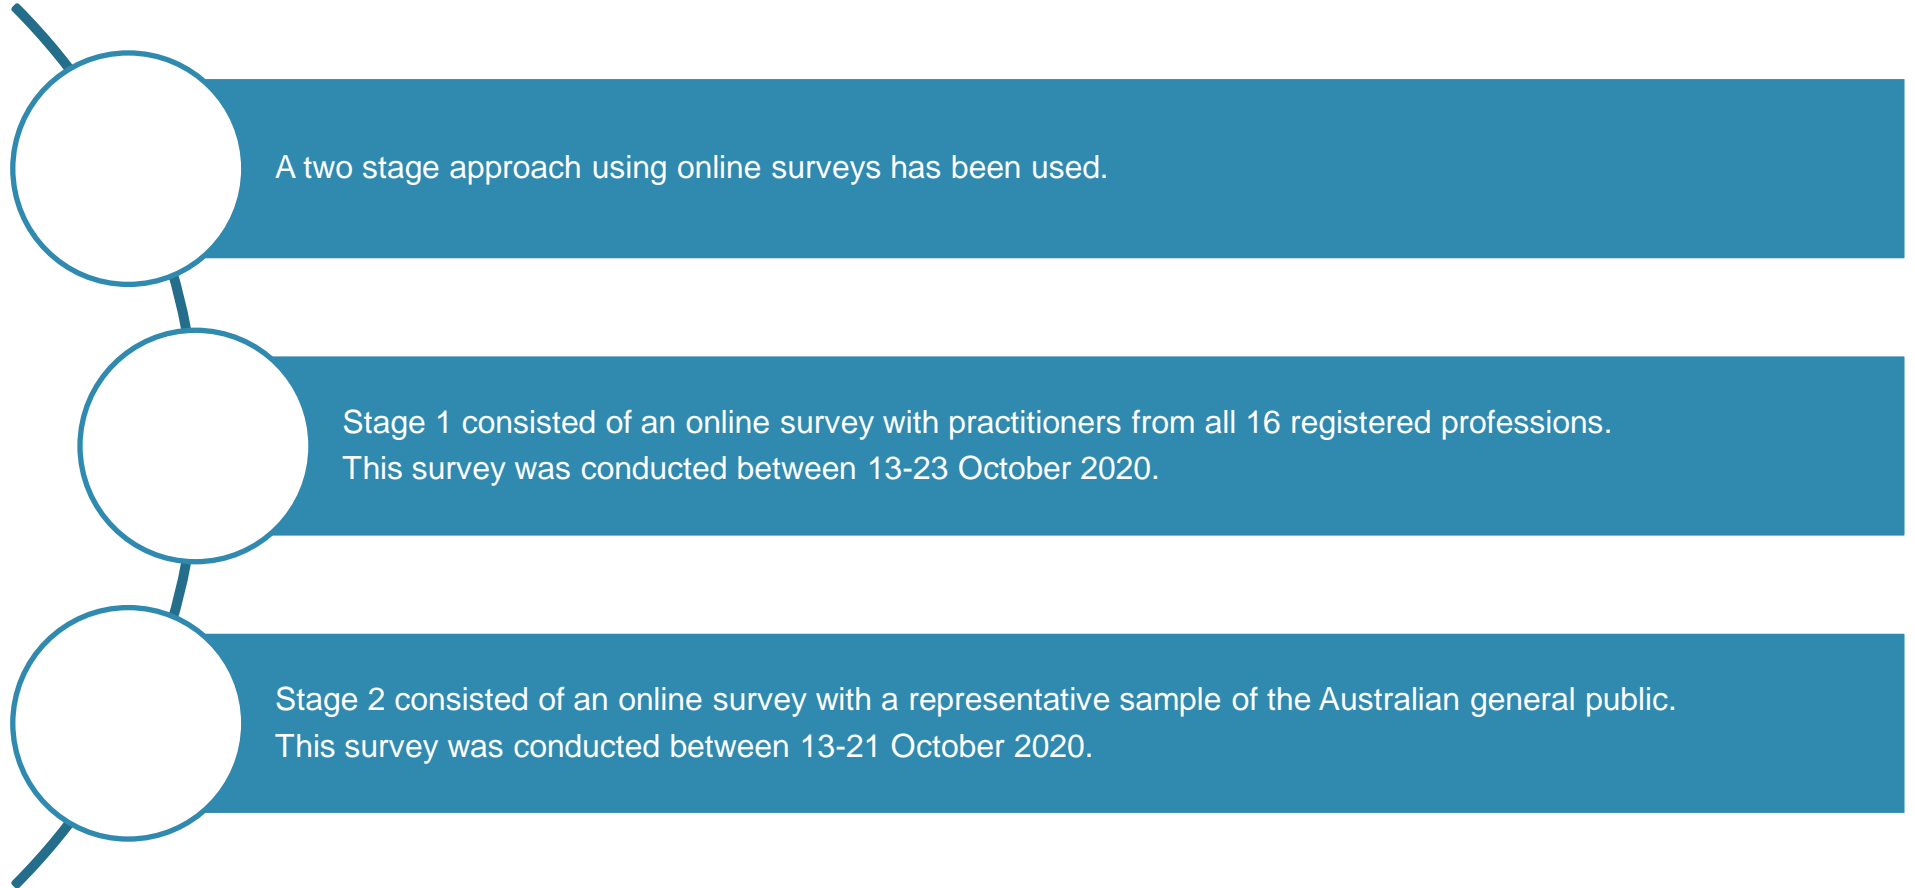 A two stage approach using online surveys has been used.
Stage 1 consisted of an online survey with practitioners from all 16 registered professions.
This survey was conducted between 13-23 October 2020.
Stage 2 consisted of an online survey with a representative sample of the Australian general public.
This survey was conducted between 13-21 October 2020.